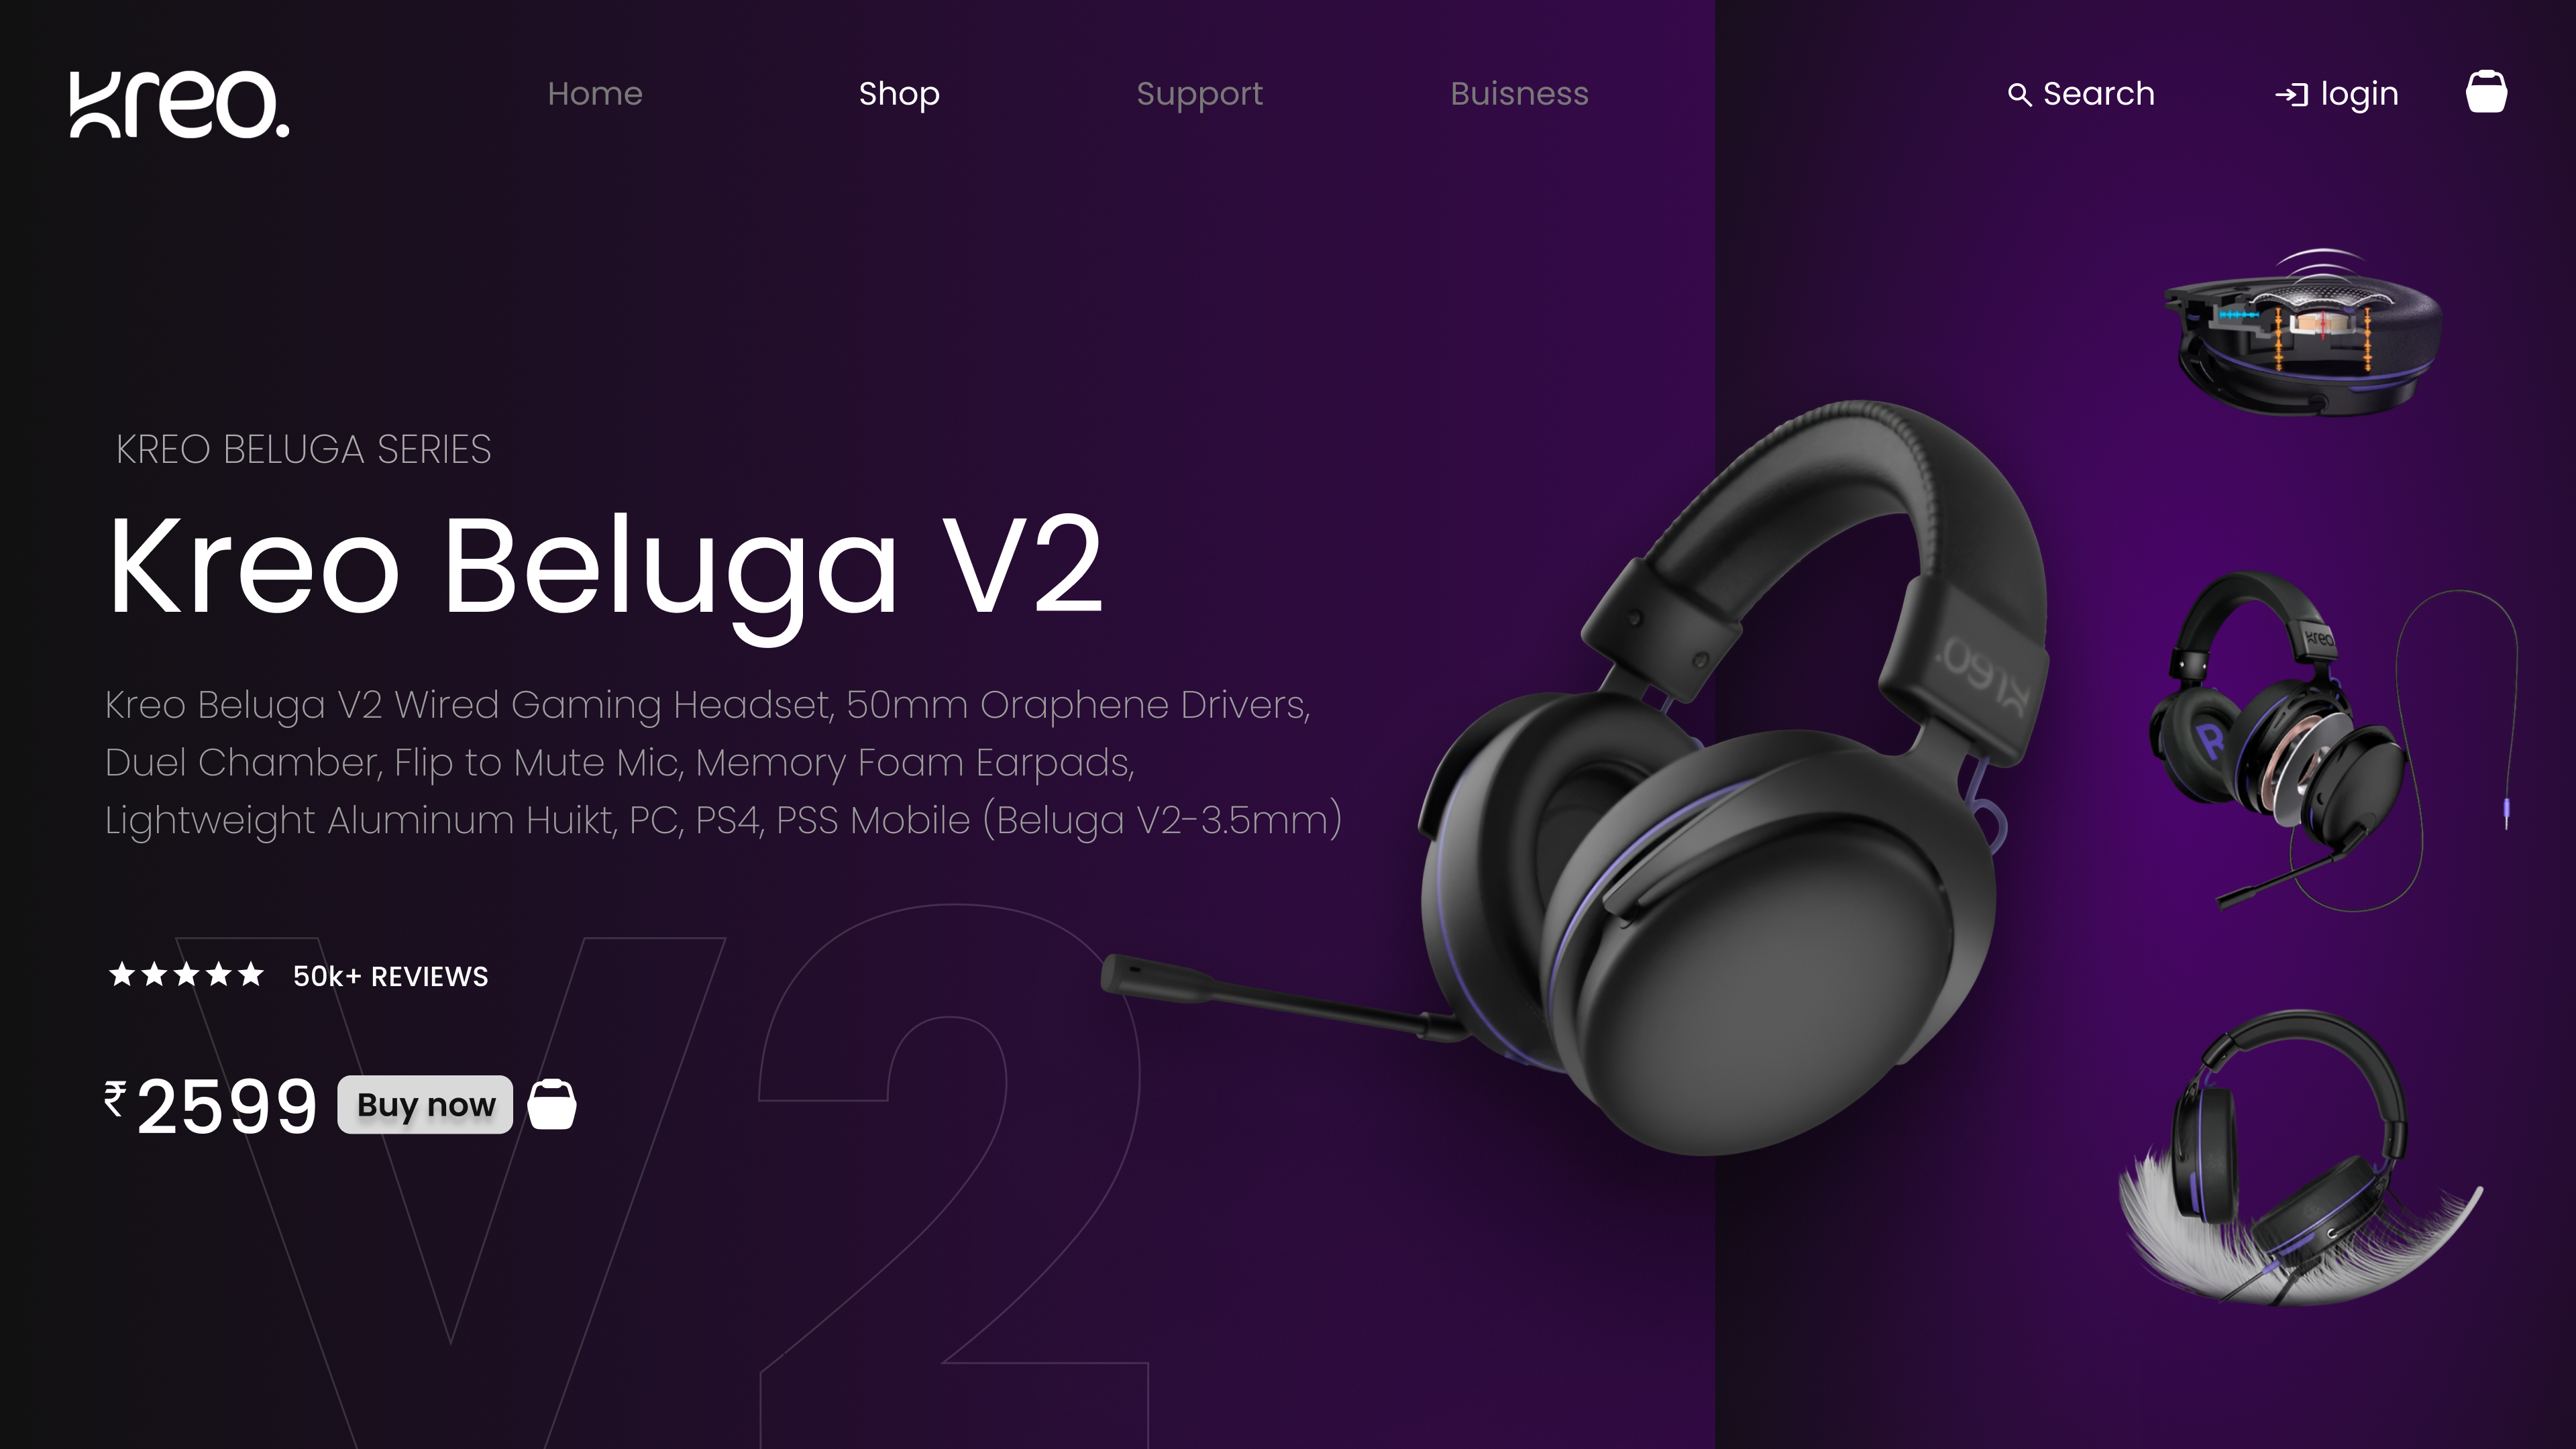 kreo.
Home
Shop
Support
Buisness
Search
login
KREO BELUGA SERIES
Kreo Beluga V2
Kreo Beluga V2 Wired Gaming Headset, 50mm Oraphene Drivers,
Duel Chamber, Flip to Mute Mic, Memory Foam Earpads,
Lightweight Aluminum Huikt, PC, PS4, PSS Mobile (Beluga V2-3.5mm)
50k+ REVIEWS
₹2599
Buy now
V2
kreo.
kreo
R